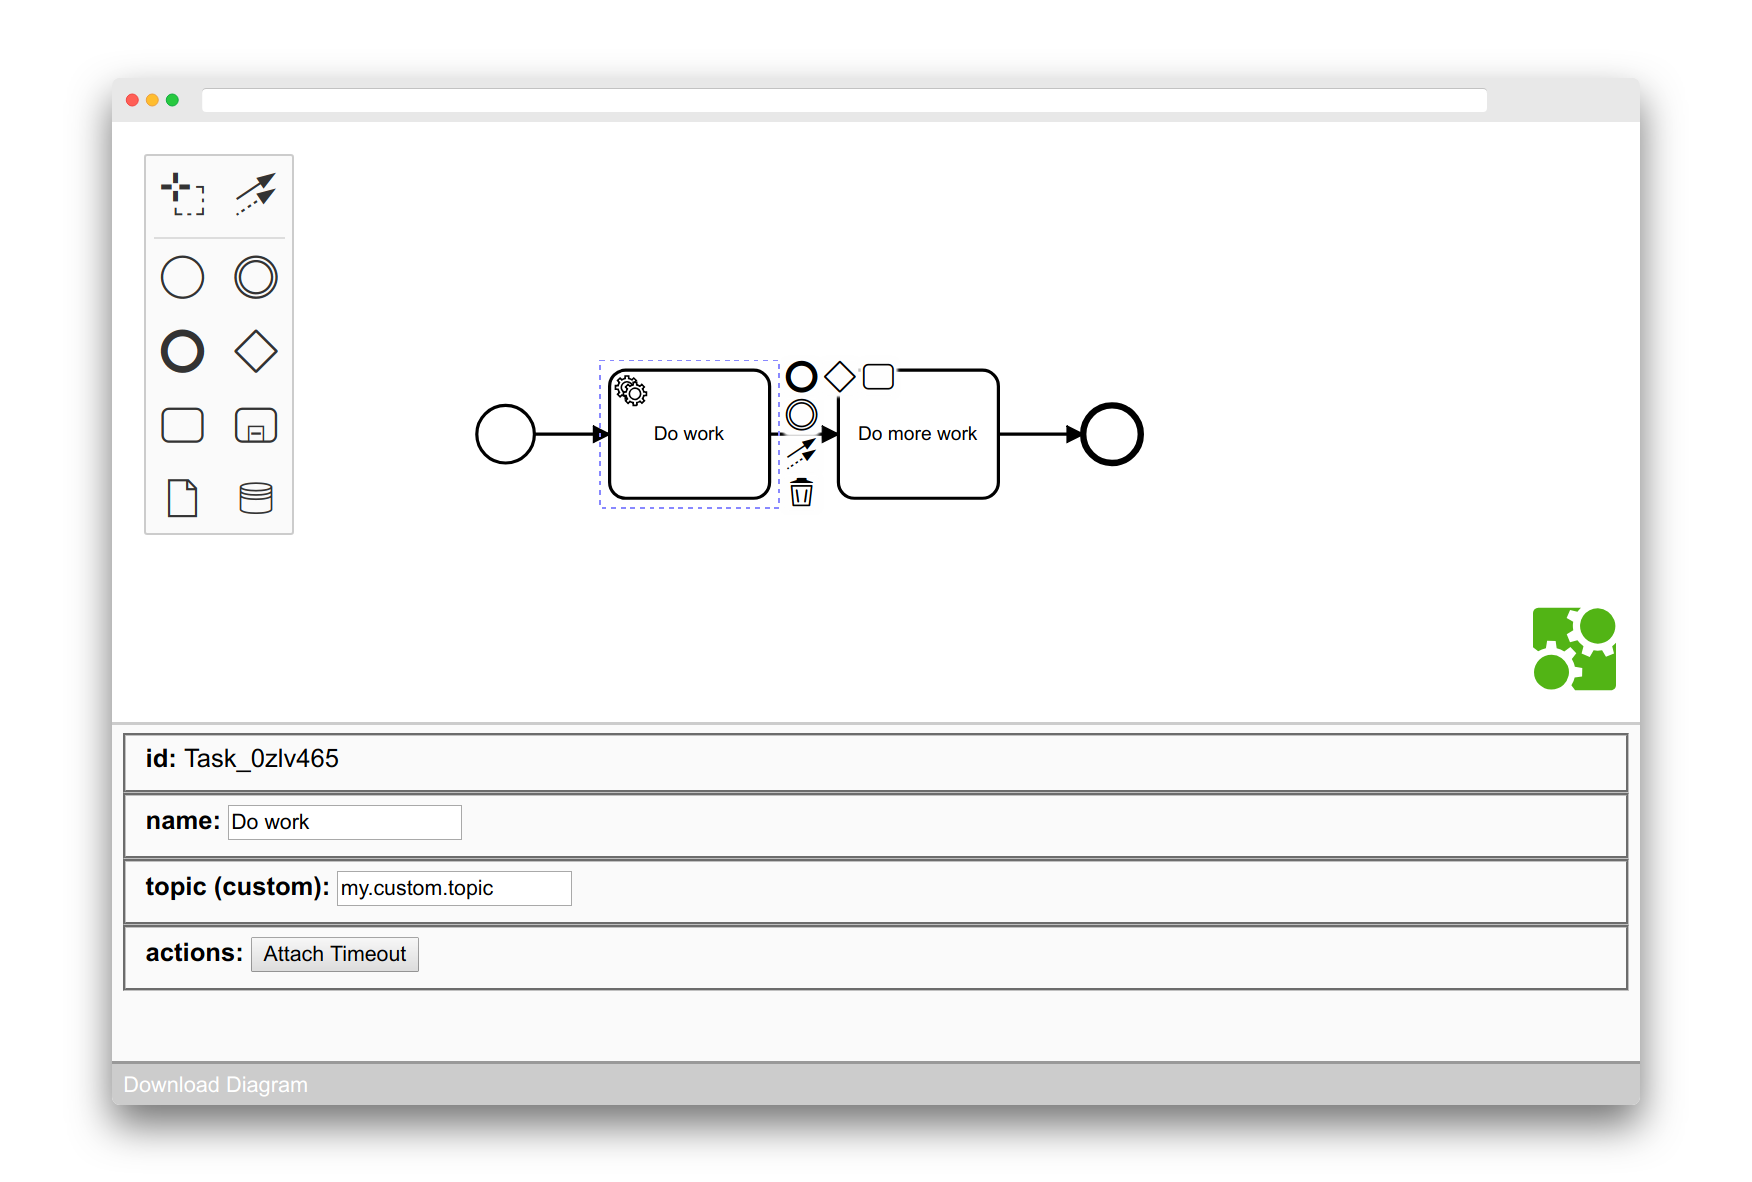 Do work
Do more work
id: Task_0zlv465
name: Do work
topic (custom): my.custom.topic
actions: Attach Timeout
Download Diagram